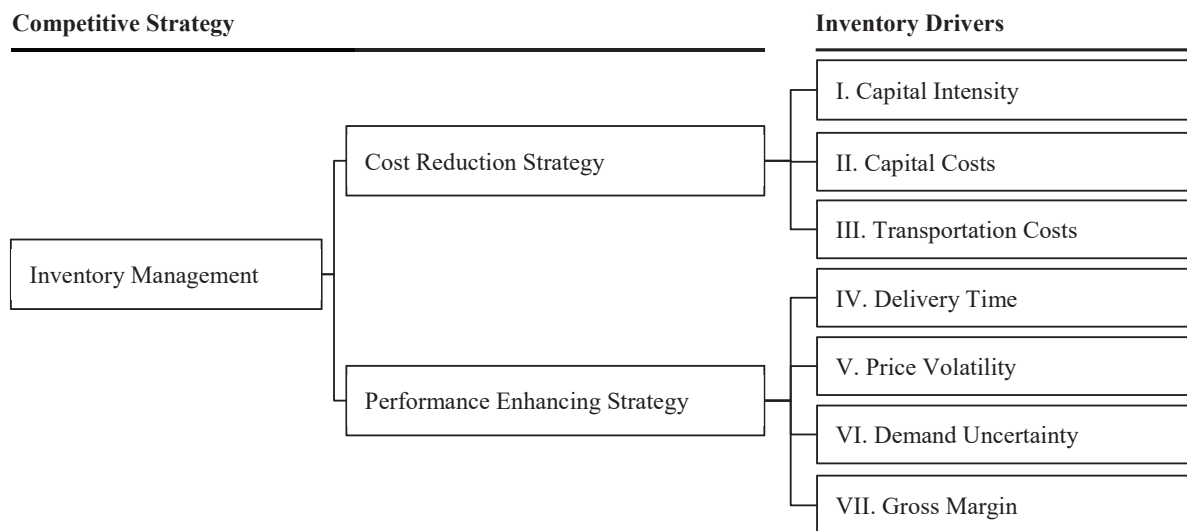 Competitive Strategy
Inventory Drivers
I. Capital Intensity
Cost Reduction Strategy
II. Capital Costs
III. Transportation Costs
Inventory Management
IV. Delivery Time
V. Price Volatility
Performance Enhancing Strategy
VI. Demand Uncertainty
VII. Gross Margin